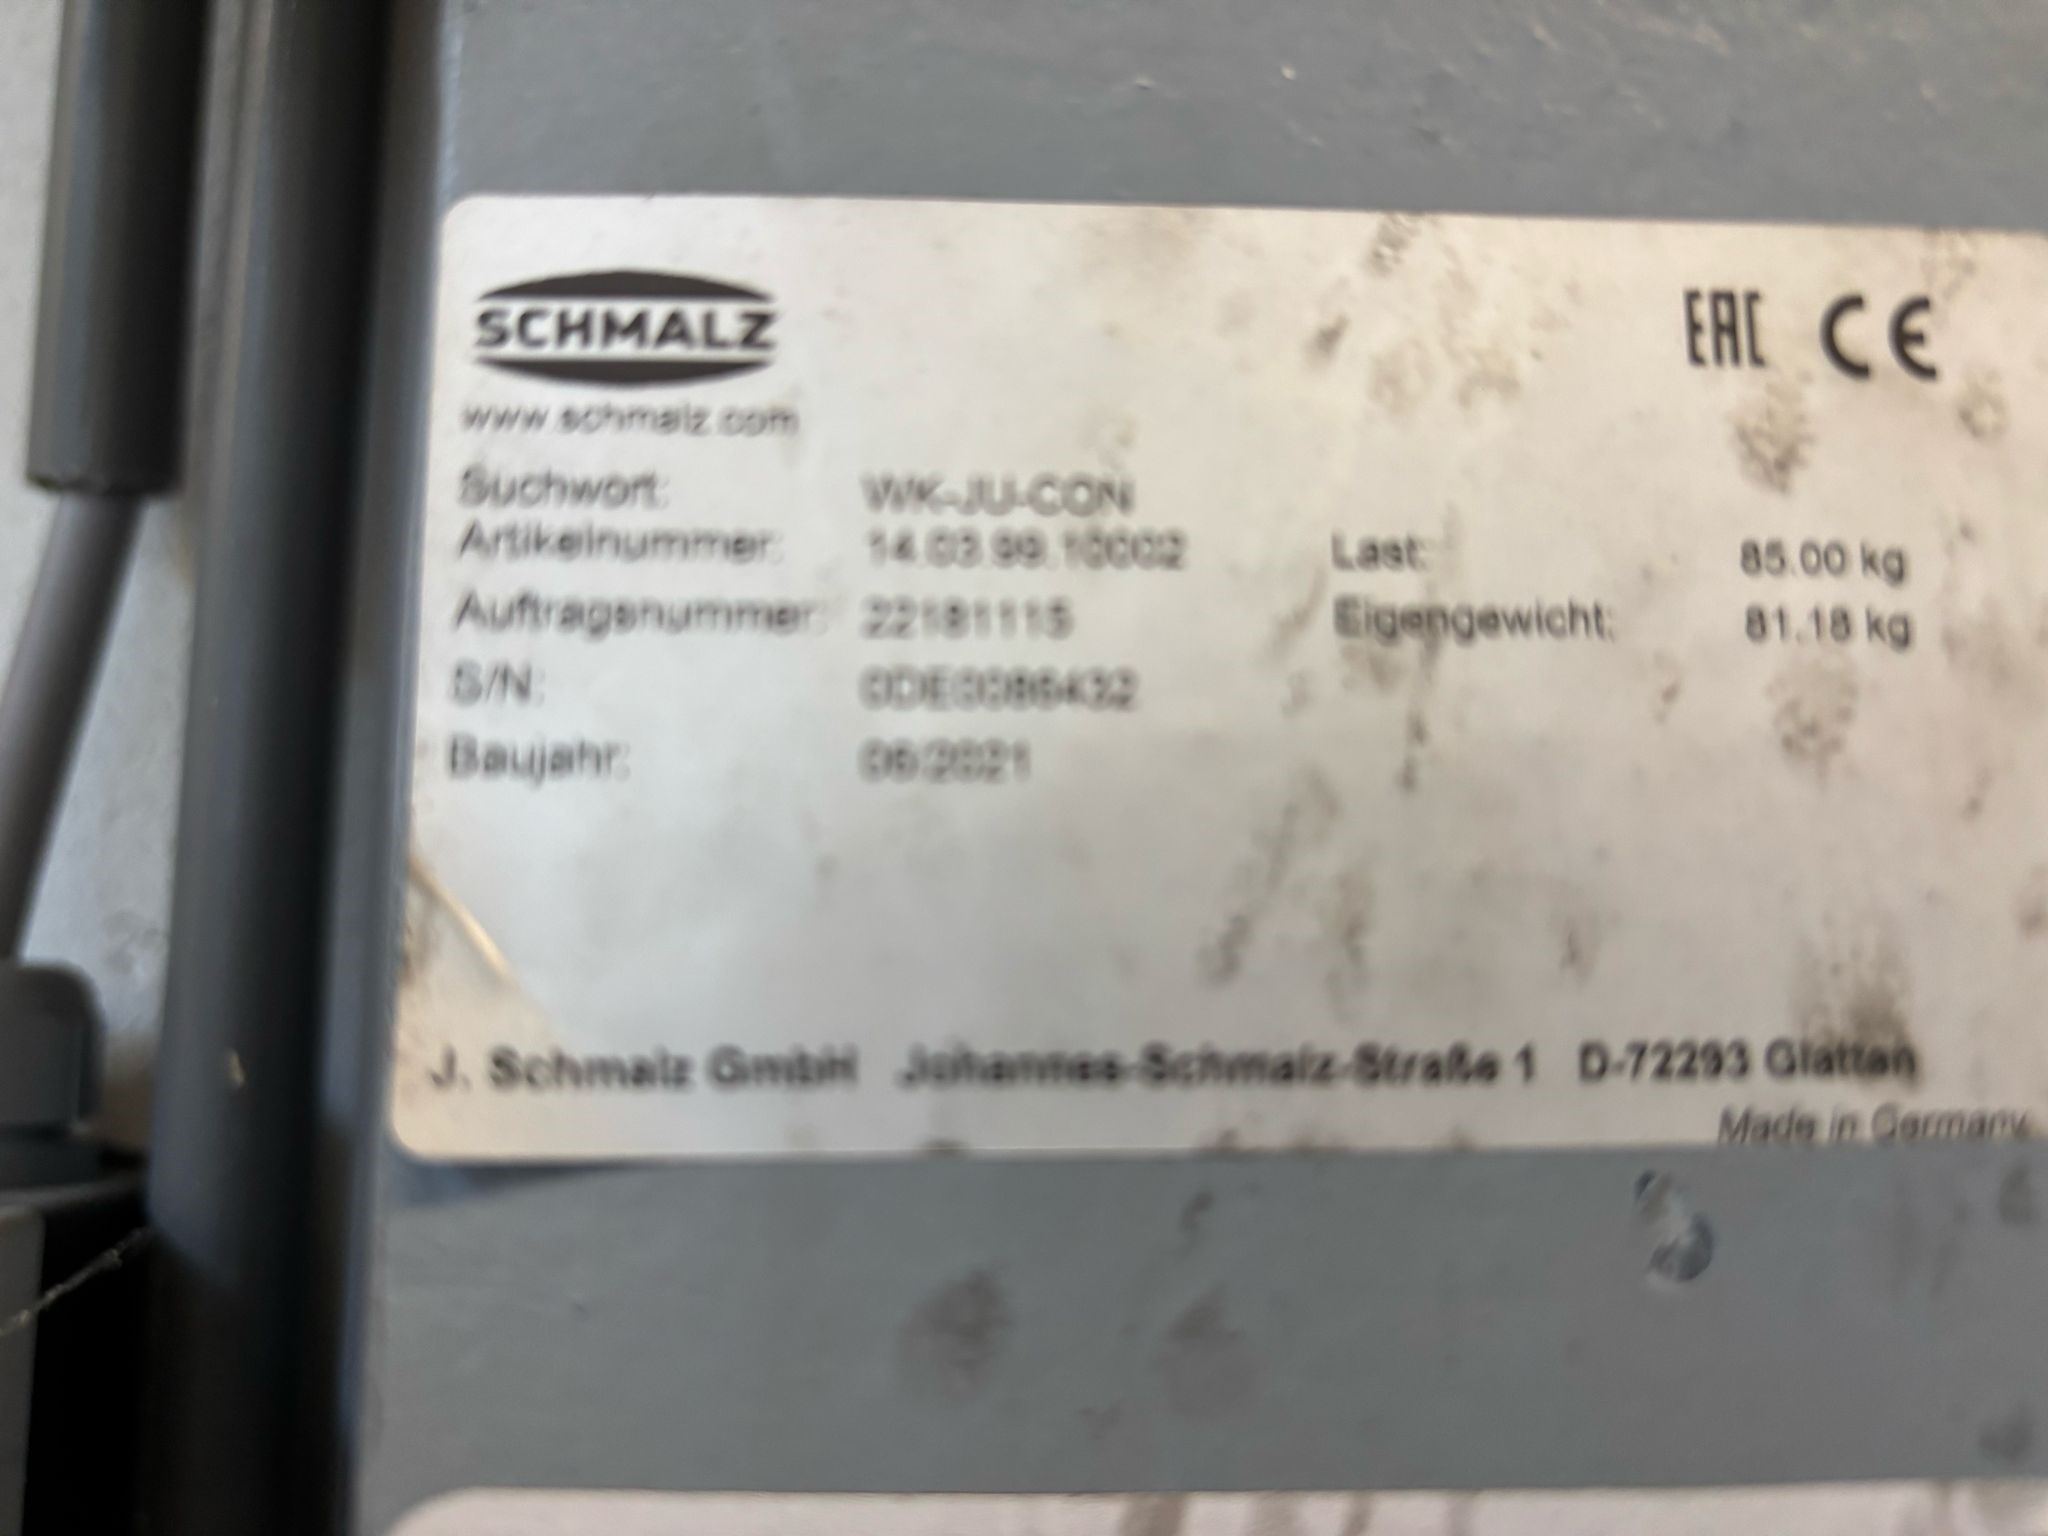 SCHMALZ
EAC CE
www.schmalz.com
Suchwort: WK-JU-CON
Artikelnummer: 14.03.99.10002 Last: 85.00 kg
Auftragsnummer: 22181115 Eigengewicht: 81.18 kg
S/N: 0DE0086432
Baujahr: 06/2021
J. Schmalz GmbH Johannes-Schmalz-Straße 1 D-72293 Glatten
Made in Germany